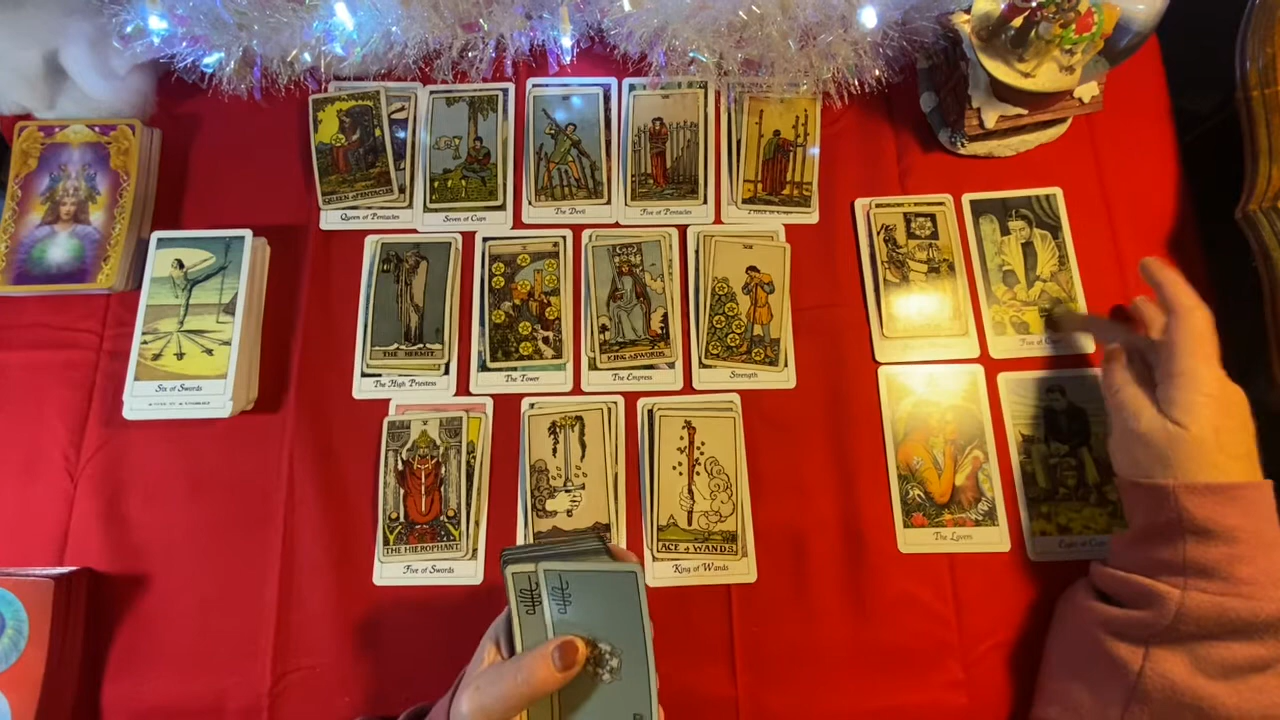 QUEEN of PENTACLES
Queen of Pentacles
Seven of Cups
The Devil
Five of Pentacles
THE HERMIT.
The High Priestess
The Tower
KING of SWORDS.
The Empress
Strength
Six of Swords
THE HIEROPHANT.
Five of Swords
ACE of WANDS.
King of Wands
The Lovers